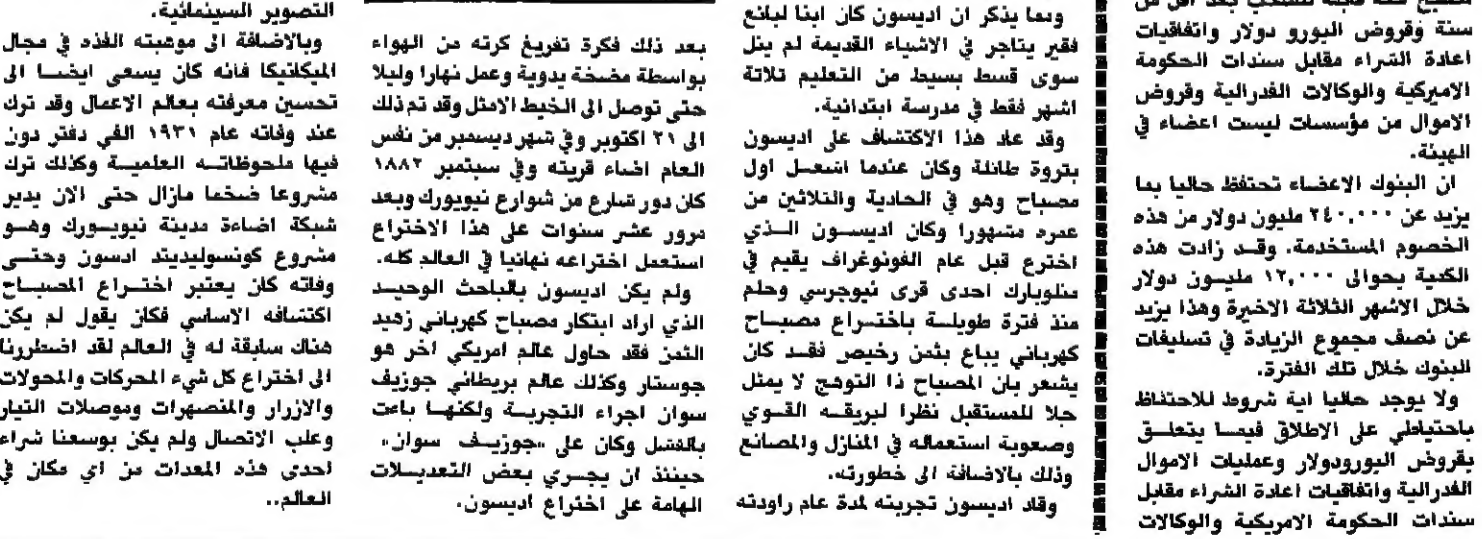 سنة وقروض اليورو دولار واتفاقيات
اعادة الشراء مقابل سندات الحكومة
الاميركية والوكالات الفدرالية وقروض
الاموال من مؤسسات ليست اعضاء في
الهيئة.
ان البنوك الاعضاء تحتفظ حاليا بما
يزيد عن ٢٤٠,٠٠٠ مليون دولار من هذه
الخصوم المستخدمة. وقد زادت هذه
الكمية بحوالى ١٢,٠٠٠ مليون دولار
خلال الاشهر الثلاثة الاخيرة وهذا يزيد
عن نصف مجموع الزيادة في تسليفات
البنوك خلال تلك الفترة.
ولا يوجد حاليا اية شروط للاحتفاظ
باحتياطي على الاطلاق فيما يتعلق
بقروض اليورودولار وعمليات الاموال
الفدرالية واتفاقيات اعادة الشراء مقابل
سندات الحكومة الامريكية والوكالات
ومما يذكر ان اديسون كان ابنا لبائع
فقير يتاجر في الاشياء القديمة لم ينل
سوى قسط بسيط من التعليم ثلاثة
اشهر فقط في مدرسة ابتدائية.
وقد عاد هذا الاكتشاف على اديسون
بثروة طائلة وكان عندما اشعل اول
مصباح وهو في الحادية والثلاثين من
عمره مشهورا وكان اديسون الذي
اخترع قبل عام الفونوغراف يقيم في
منلوبارك احدى قرى نيوجرسي وحلم
منذ فترة طويلة باختراع مصباح
كهربائي يباع بثمن رخيص فقد كان
يشعر بان المصباح ذا التوهج لا يمثل
حلا للمستقبل نظرا لبريقه القوي
وصعوبة استعماله في المنازل والمصانع
وذلك بالاضافة الى خطورته.
وقاد اديسون تجربته لمدة عام راودته
بعد ذلك فكرة تفريغ كرته من الهواء
بواسطة مضخة يدوية وعمل نهارا وليلا
حتى توصل الى الخيط الامثل وقد تم ذلك
الى ٢١ اكتوبر وفي شهر ديسمبر من نفس
العام اضاء قريته وفي سبتمبر ١٨٨٢
كان دور شارع من شوارع نيويورك وبعد
مرور عشر سنوات على هذا الاختراع
استعمل اختراعه نهائيا في العالم كله.
ولم يكن اديسون بالباحث الوحيد
الذي اراد ابتكار مصباح كهربائي زهيد
الثمن فقد حاول عالم امريكي اخر هو
جوستار وكذلك عالم بريطاني جوزيف
سوان اجراء التجربة ولكنها باءت
بالفشل وكان على «جوزيف سوان»
حينئذ ان يجري بعض التعديلات
الهامة على اختراع اديسون.
التصوير السينمائية.
وبالاضافة الى موهبته الفذه في مجال
الميكانيكا فانه كان يسعى ايضا الى
تحسين معرفته بعالم الاعمال وقد ترك
عند وفاته عام ١٩٣١ الفي دفتر دون
فيها ملحوظاته العلمية وكذلك ترك
مشروعا ضخما مازال حتى الان يدير
شبكة اضاءة مدينة نيويورك وهو
مشروع كونسوليديتد ادسون وحتى
وفاته كان يعتبر اختراع المصباح
اكتشافه الاساسي فكان يقول لم يكن
هناك سابقة له في العالم لقد اضطررنا
الى اختراع كل شيء المحركات والمحولات
والازرار والمنصهرات وموصلات التيار
وعلب الاتصال ولم يكن بوسعنا شراء
احدى هذه المعدات من اي مكان في
العالم..